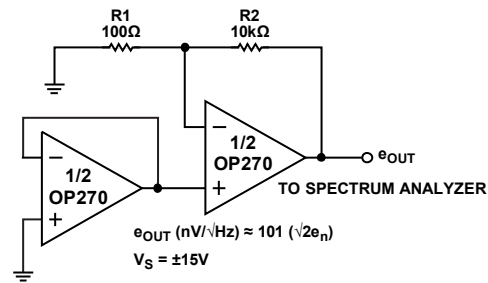 R1
100Ω
R2
10kΩ
−
1/2
OP270
+
−
1/2
OP270
+
eOUT
TO SPECTRUM ANALYZER
eOUT (nV/√Hz) ≈ 101 (√2en)
VS = ±15V